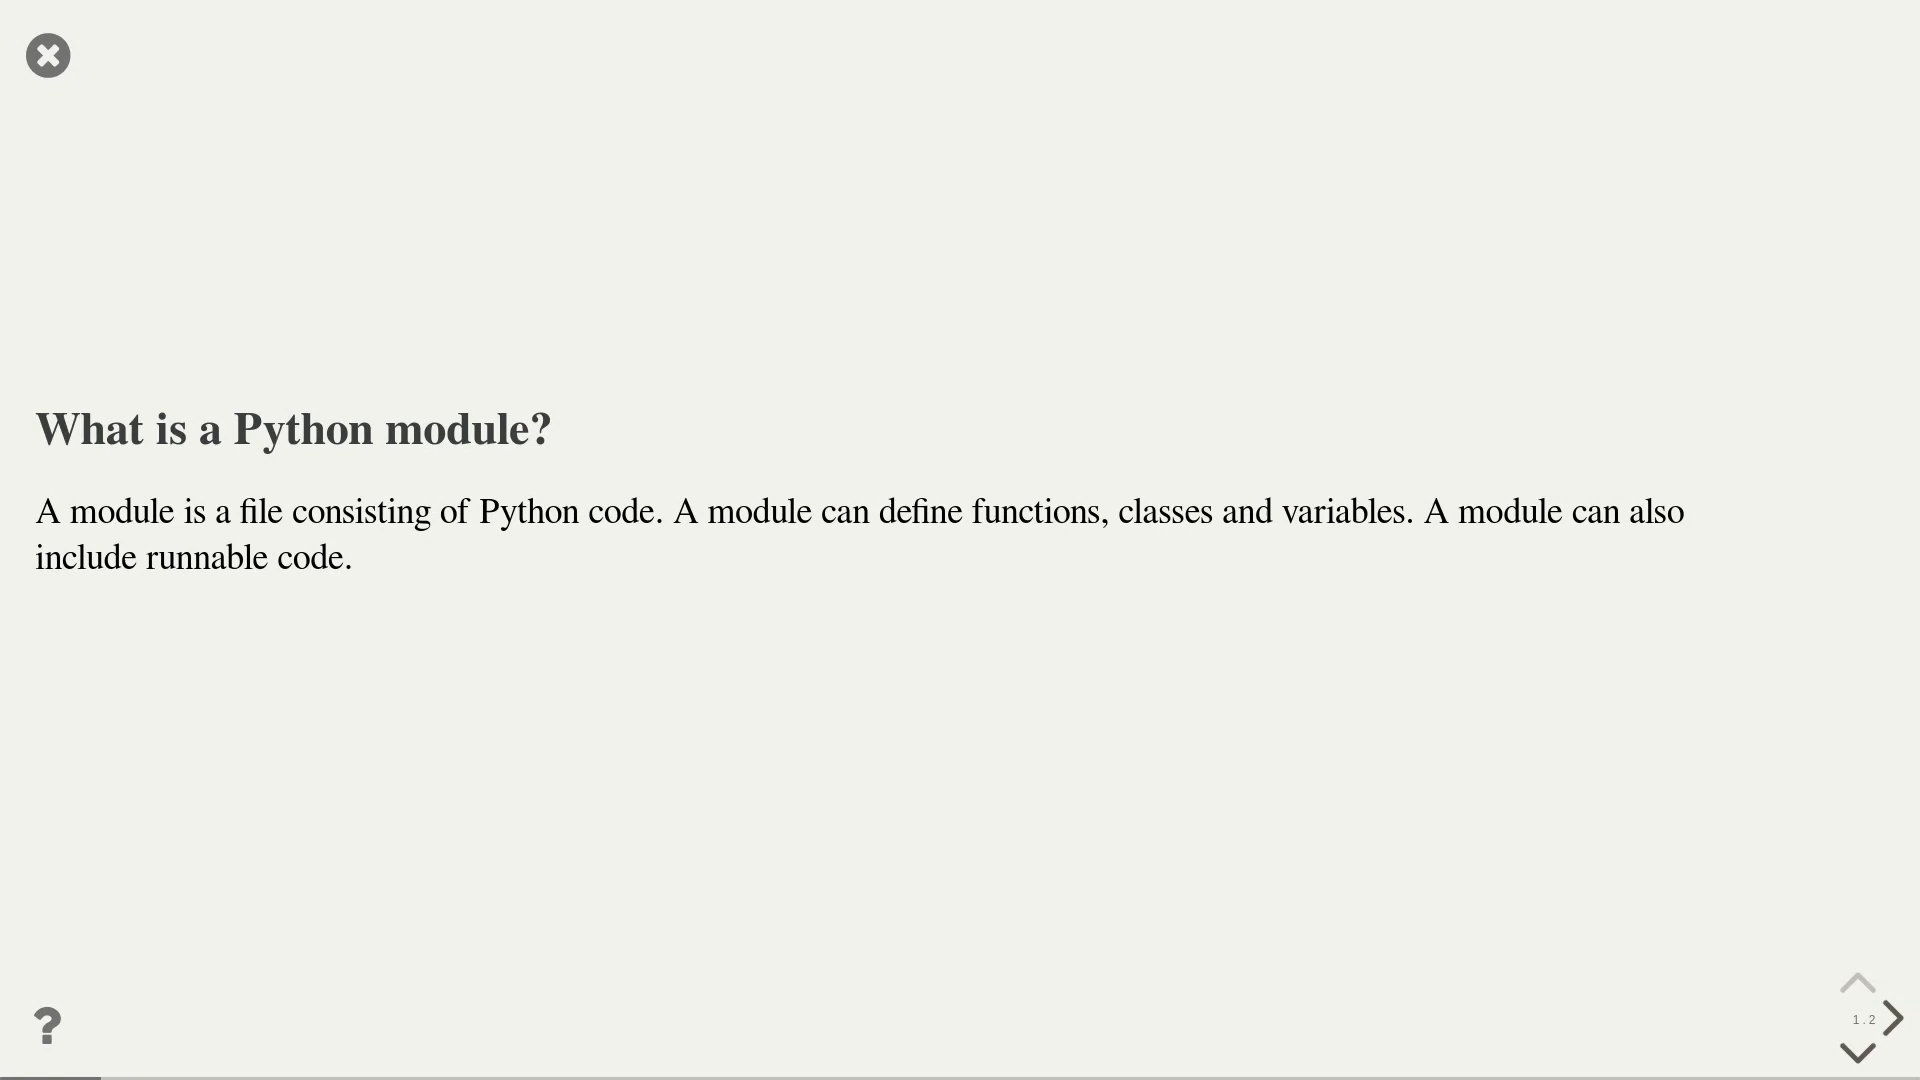 What is a Python module?
A module is a file consisting of Python code. A module can define functions, classes and variables. A module can also
include runnable code.
?
1 . 2